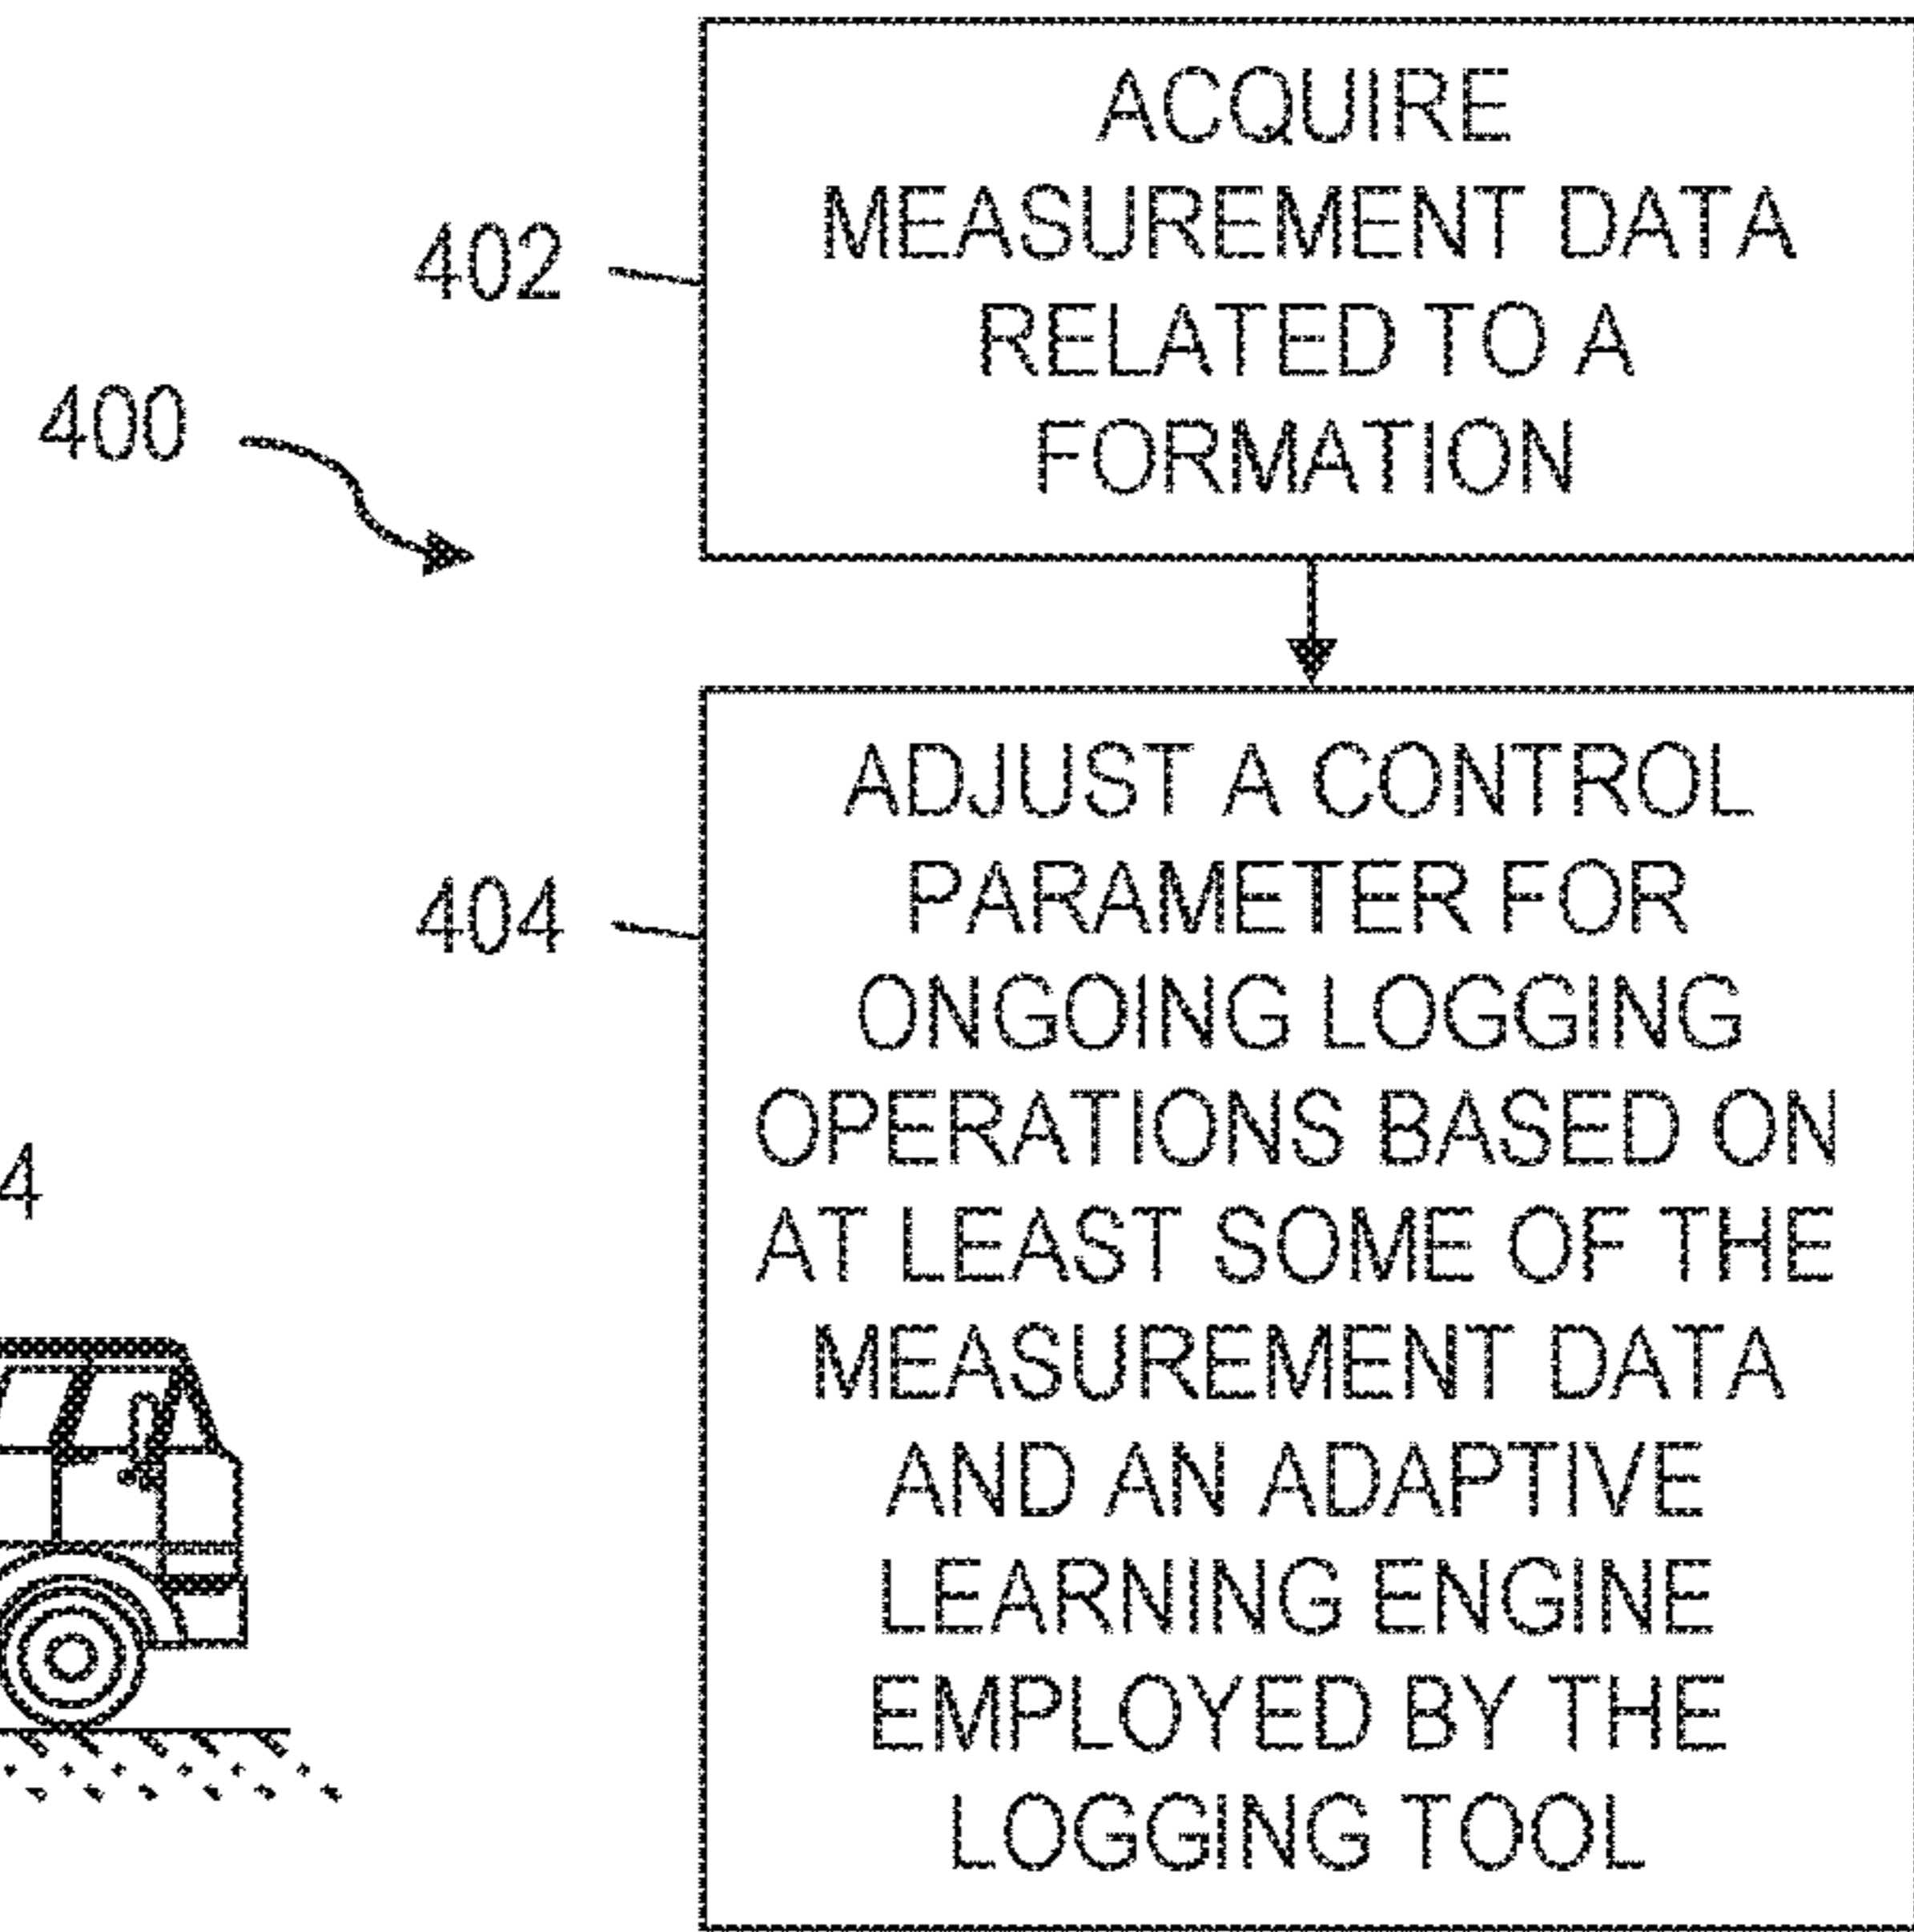 402
ACQUIRE
MEASUREMENT DATA
RELATED TO A
FORMATION
400
404
ADJUST A CONTROL
PARAMETER FOR
ONGOING LOGGING
OPERATIONS BASED ON
AT LEAST SOME OF THE
MEASUREMENT DATA
AND AN ADAPTIVE
LEARNING ENGINE
EMPLOYED BY THE
LOGGING TOOL
4